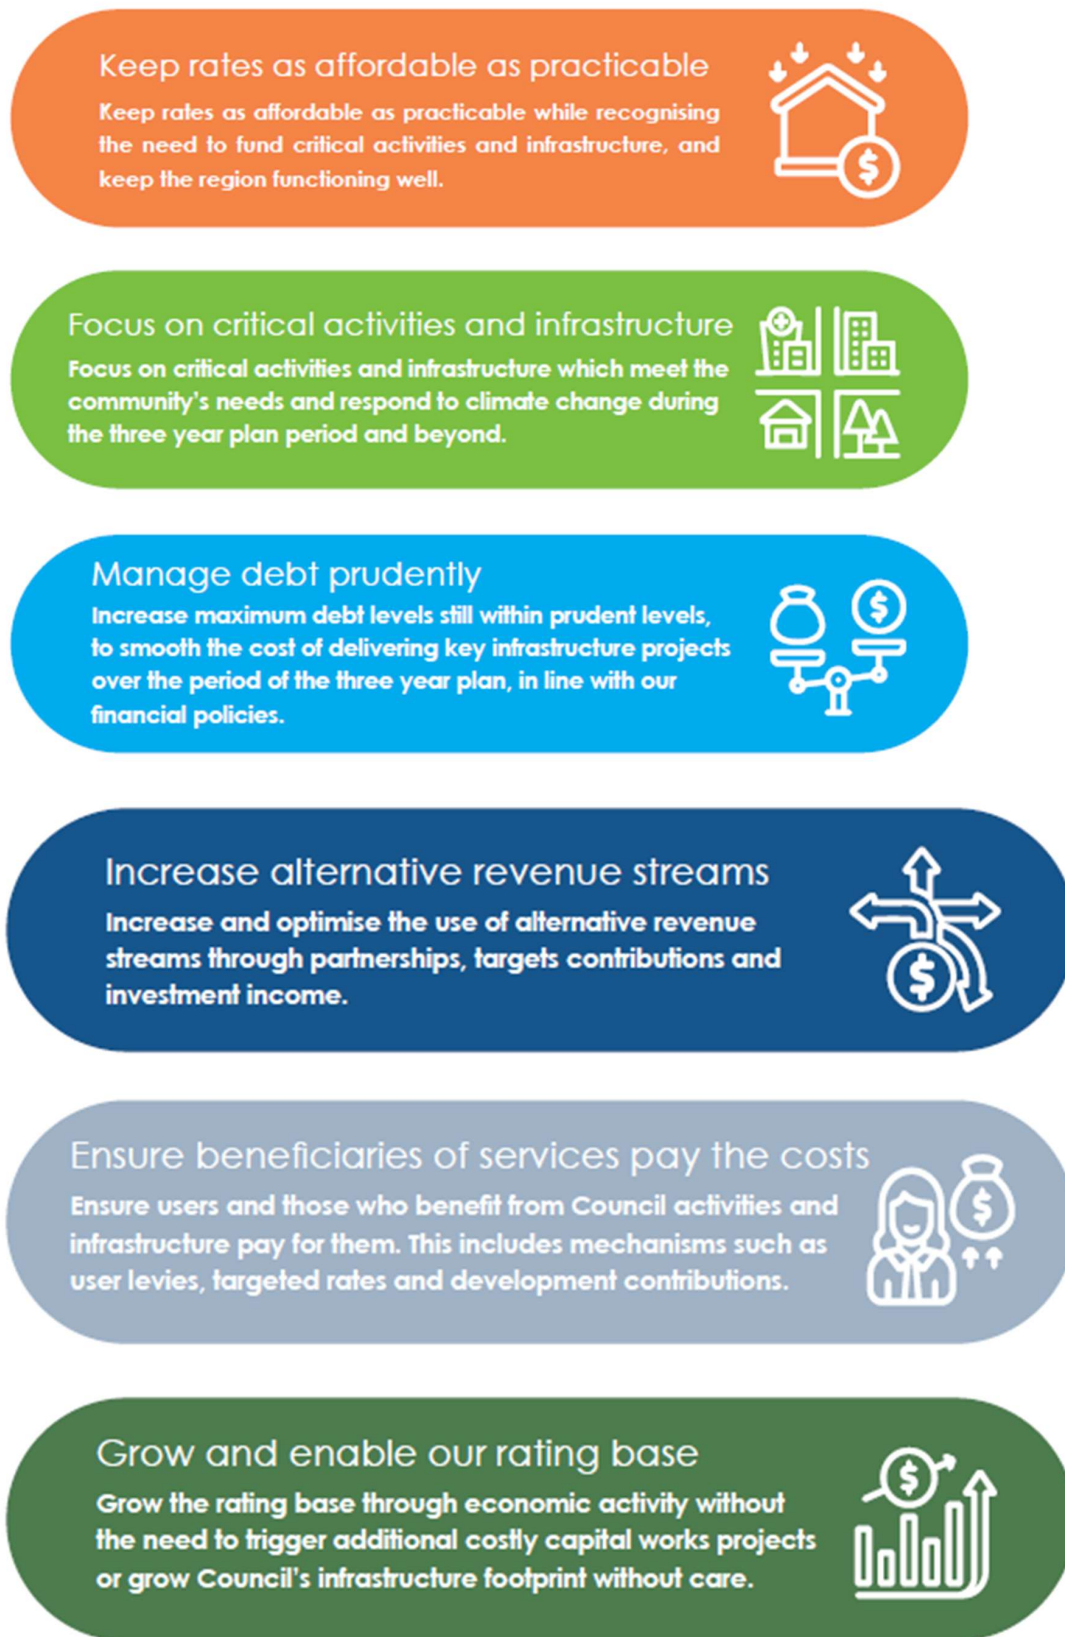 Keep rates as affordable as practicable
Keep rates as affordable as practicable while recognising
the need to fund critical activities and infrastructure, and
keep the region functioning well.
$
Focus on critical activities and infrastructure
Focus on critical activities and infrastructure which meet the
community's needs and respond to climate change during
the three year plan period and beyond.
Manage debt prudently
Increase maximum debt levels still within prudent levels,
to smooth the cost of delivering key infrastructure projects
over the period of the three year plan, in line with our
financial policies.
$
Increase alternative revenue streams
Increase and optimise the use of alternative revenue
streams through partnerships, targets contributions and
investment income.
$
Ensure beneficiaries of services pay the costs
Ensure users and those who benefit from Council activities and
infrastructure pay for them. This includes mechanisms such as
user levies, targeted rates and development contributions.
$
Grow and enable our rating base
Grow the rating base through economic activity without
the need to trigger additional costly capital works projects
or grow Council's infrastructure footprint without care.
$